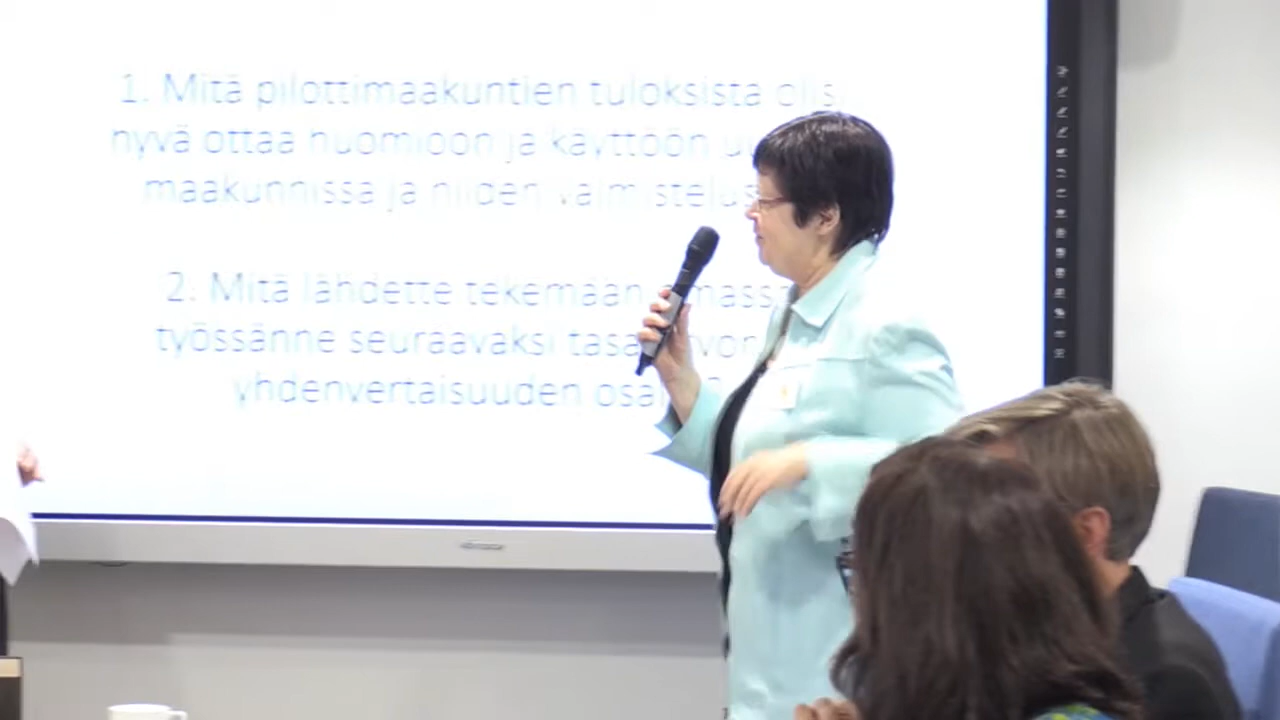 1. Mitä pilottimaakuntien tuloksista olisi
hyvä ottaa huomioon ja käyttöön
maakunnissa ja niiden valmistelussa
2. Mitä lähdette tekemään omassa
työssänne seuraavaksi
yhdenvertaisuuden